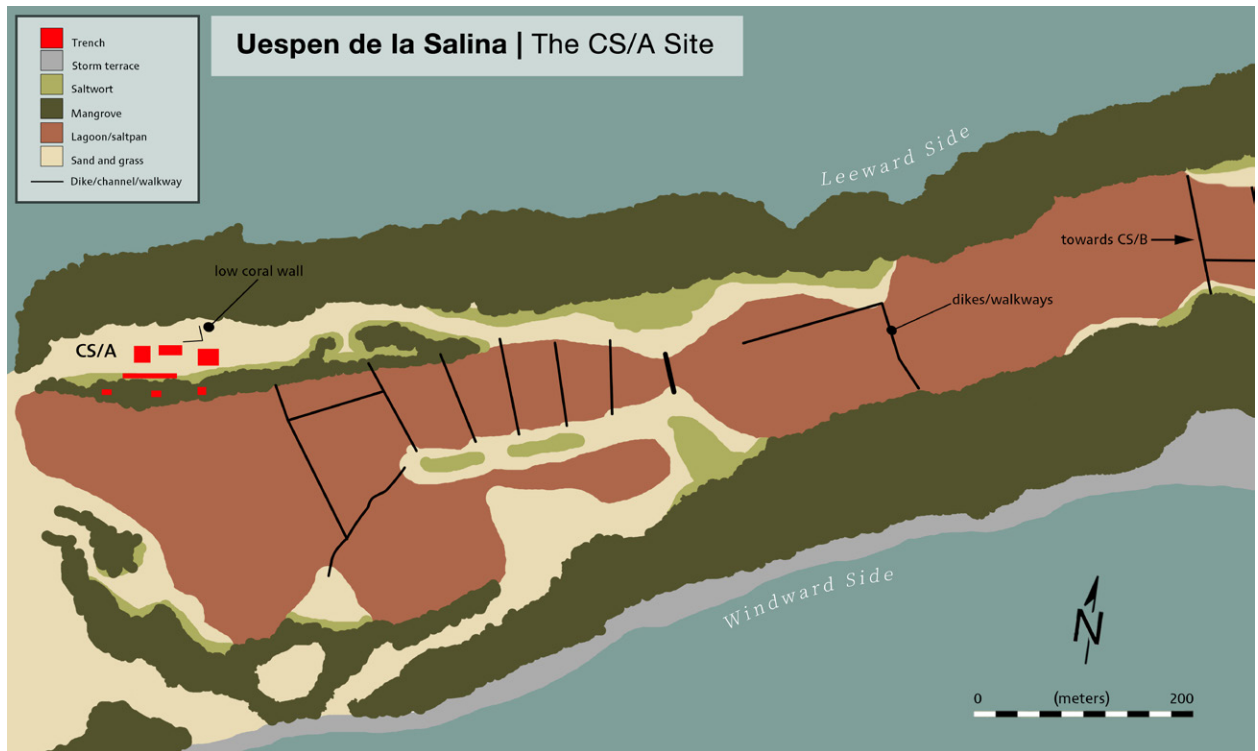 Uespen de la Salina | The CS/A Site
Trench
Storm terrace
Saltwort
Mangrove
Lagoon/saltpan
Sand and grass
Dike/channel/walkway
Leeward Side
towards CS/B
low coral wall
dikes/walkways
CS/A
Windward Side
N
0 (meters) 200